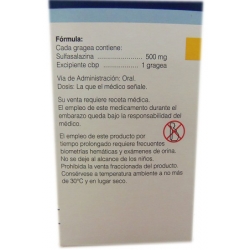 Fórmula:
Cada gragea contiene:
Sulfasalazina ........................ 500 mg
Excipiente cbp ..................... 1 gragea
Vía de Administración: Oral.
Dosis: La que el médico señale.
Su venta requiere receta médica.
El empleo de este medicamento durante el
embarazo queda bajo la responsabilidad del
médico.
El empleo de este producto por
tiempo prolongado requiere frecuentes
biometrías hemáticas y exámenes de orina.
No se deje al alcance de los niños.
Prohibida la venta fraccionada del producto.
Consérvese a temperatura ambiente a no más
de 30°C y en lugar seco.